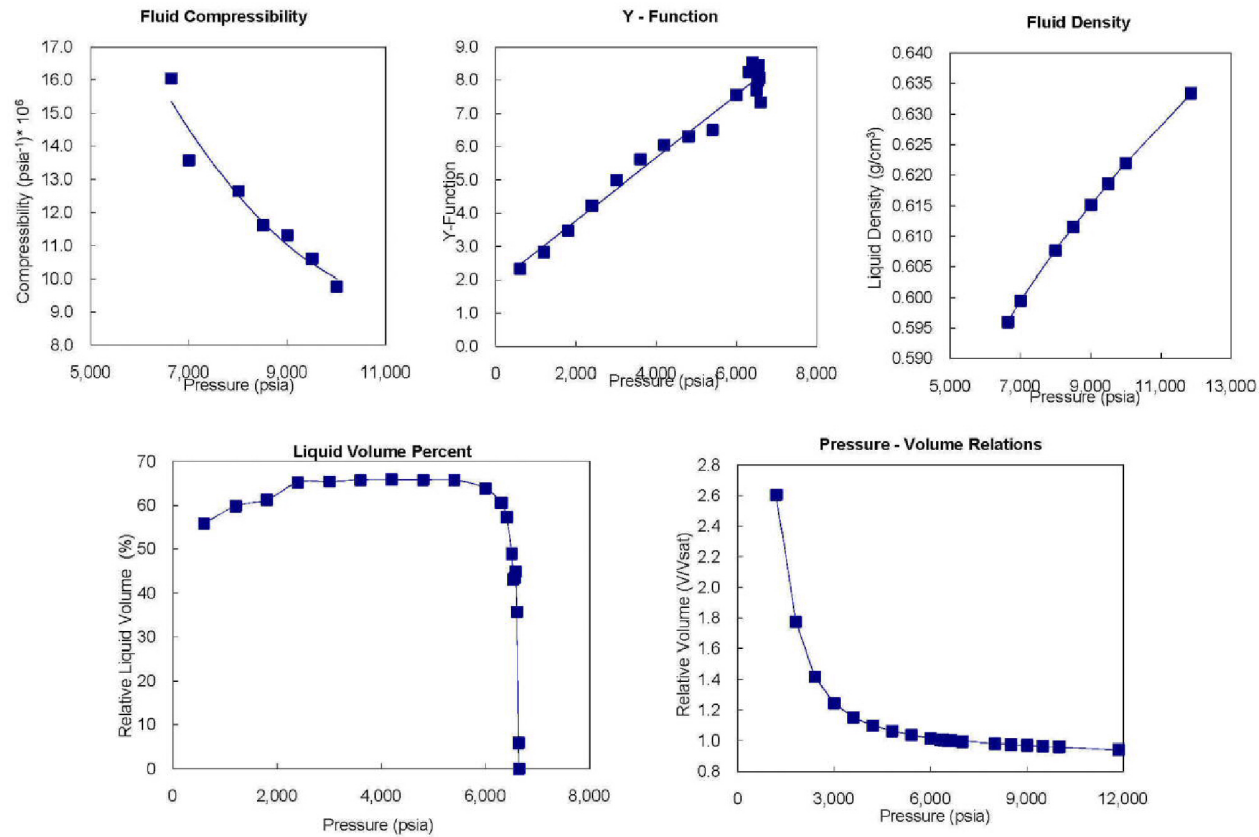 Fluid Compressibility
Compressibility (psia⁻¹)* 10⁶
17.0
16.0
15.0
14.0
13.0
12.0
11.0
10.0
9.0
8.0
5,000 7,000 9,000 11,000
Pressure (psia)
Y - Function
Y-Function
9.0
8.0
7.0
6.0
5.0
4.0
3.0
2.0
1.0
0.0
0 2,000 4,000 6,000 8,000
Pressure (psia)
Fluid Density
Liquid Density (g/cm³)
0.640
0.635
0.630
0.625
0.620
0.615
0.610
0.605
0.600
0.595
0.590
5,000 7,000 9,000 11,000 13,000
Pressure (psia)
Liquid Volume Percent
Relative Liquid Volume (%)
70
60
50
40
30
20
10
0
0 2,000 4,000 6,000 8,000
Pressure (psia)
Pressure - Volume Relations
Relative Volume (V/Vsat)
2.8
2.6
2.4
2.2
2.0
1.8
1.6
1.4
1.2
1.0
0.8
0 3,000 6,000 9,000 12,000
Pressure (psia)